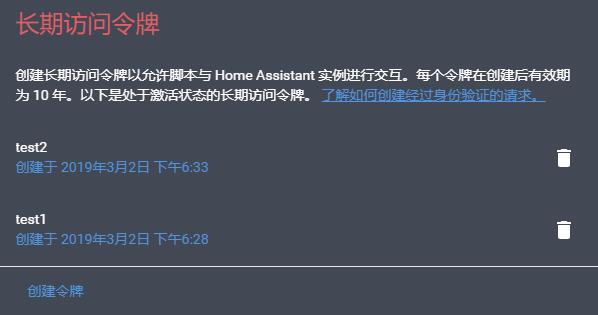 长期访问令牌
创建长期访问令牌以允许脚本与 Home Assistant 实例进行交互。每个令牌在创建后有效期
为 10 年。以下是处于激活状态的长期访问令牌。 了解如何创建经过身份验证的请求。
test2
创建于 2019年3月2日 下午6:33
test1
创建于 2019年3月2日 下午6:28
创建令牌